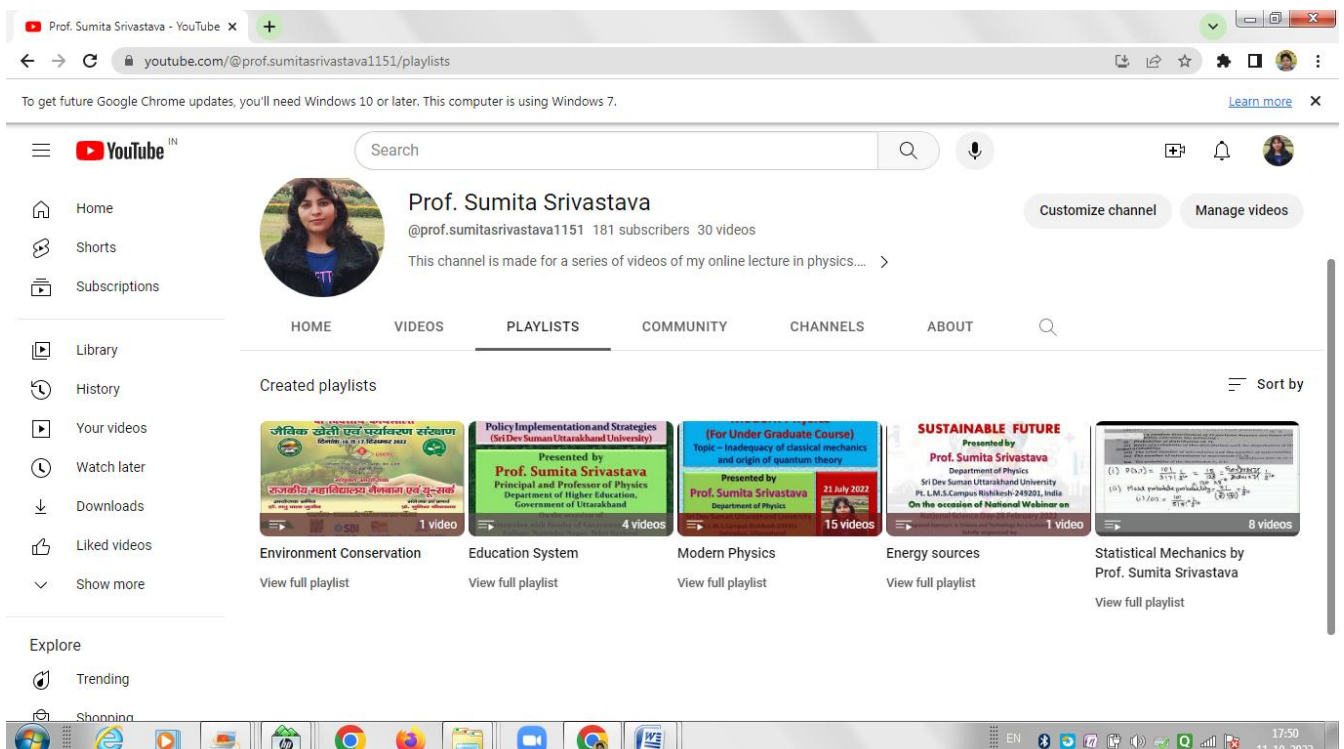 Prof. Sumita Srivastava - YouTube
youtube.com/@prof.sumitasrivastava1151/playlists
To get future Google Chrome updates, you'll need Windows 10 or later. This computer is using Windows 7.
Learn more
YouTube IN
Search
Home
Shorts
Subscriptions
Library
History
Your videos
Watch later
Downloads
Liked videos
Show more
Explore
Trending
Shopping
Prof. Sumita Srivastava
@prof.sumitasrivastava1151 181 subscribers 30 videos
This channel is made for a series of videos of my online lecture in physics....
Customize channel
Manage videos
HOME VIDEOS PLAYLISTS COMMUNITY CHANNELS ABOUT
Created playlists
Sort by
जैविक खेती एवं पर्यावरण संरक्षण
1 video
Environment Conservation
View full playlist
Policy Implementation and Strategies
(Sri Dev Suman Uttarakhand University)
Presented by
Prof. Sumita Srivastava
Principal and Professor of Physics
Department of Higher Education,
Government of Uttarakhand
4 videos
Education System
View full playlist
(For Under Graduate Course)
Topic – Inadequacy of classical mechanics
and origin of quantum theory
Presented by
Prof. Sumita Srivastava
Department of Physics
21 July 2022
15 videos
Modern Physics
View full playlist
SUSTAINABLE FUTURE
Presented by
Prof. Sumita Srivastava
Department of Physics
Sri Dev Suman Uttarakhand University
Pt. L.M.S.Campus Rishikesh-249201, India
On the occasion of National Webinar on
1 video
Energy sources
View full playlist
8 videos
Statistical Mechanics by
Prof. Sumita Srivastava
View full playlist
EN
17:50